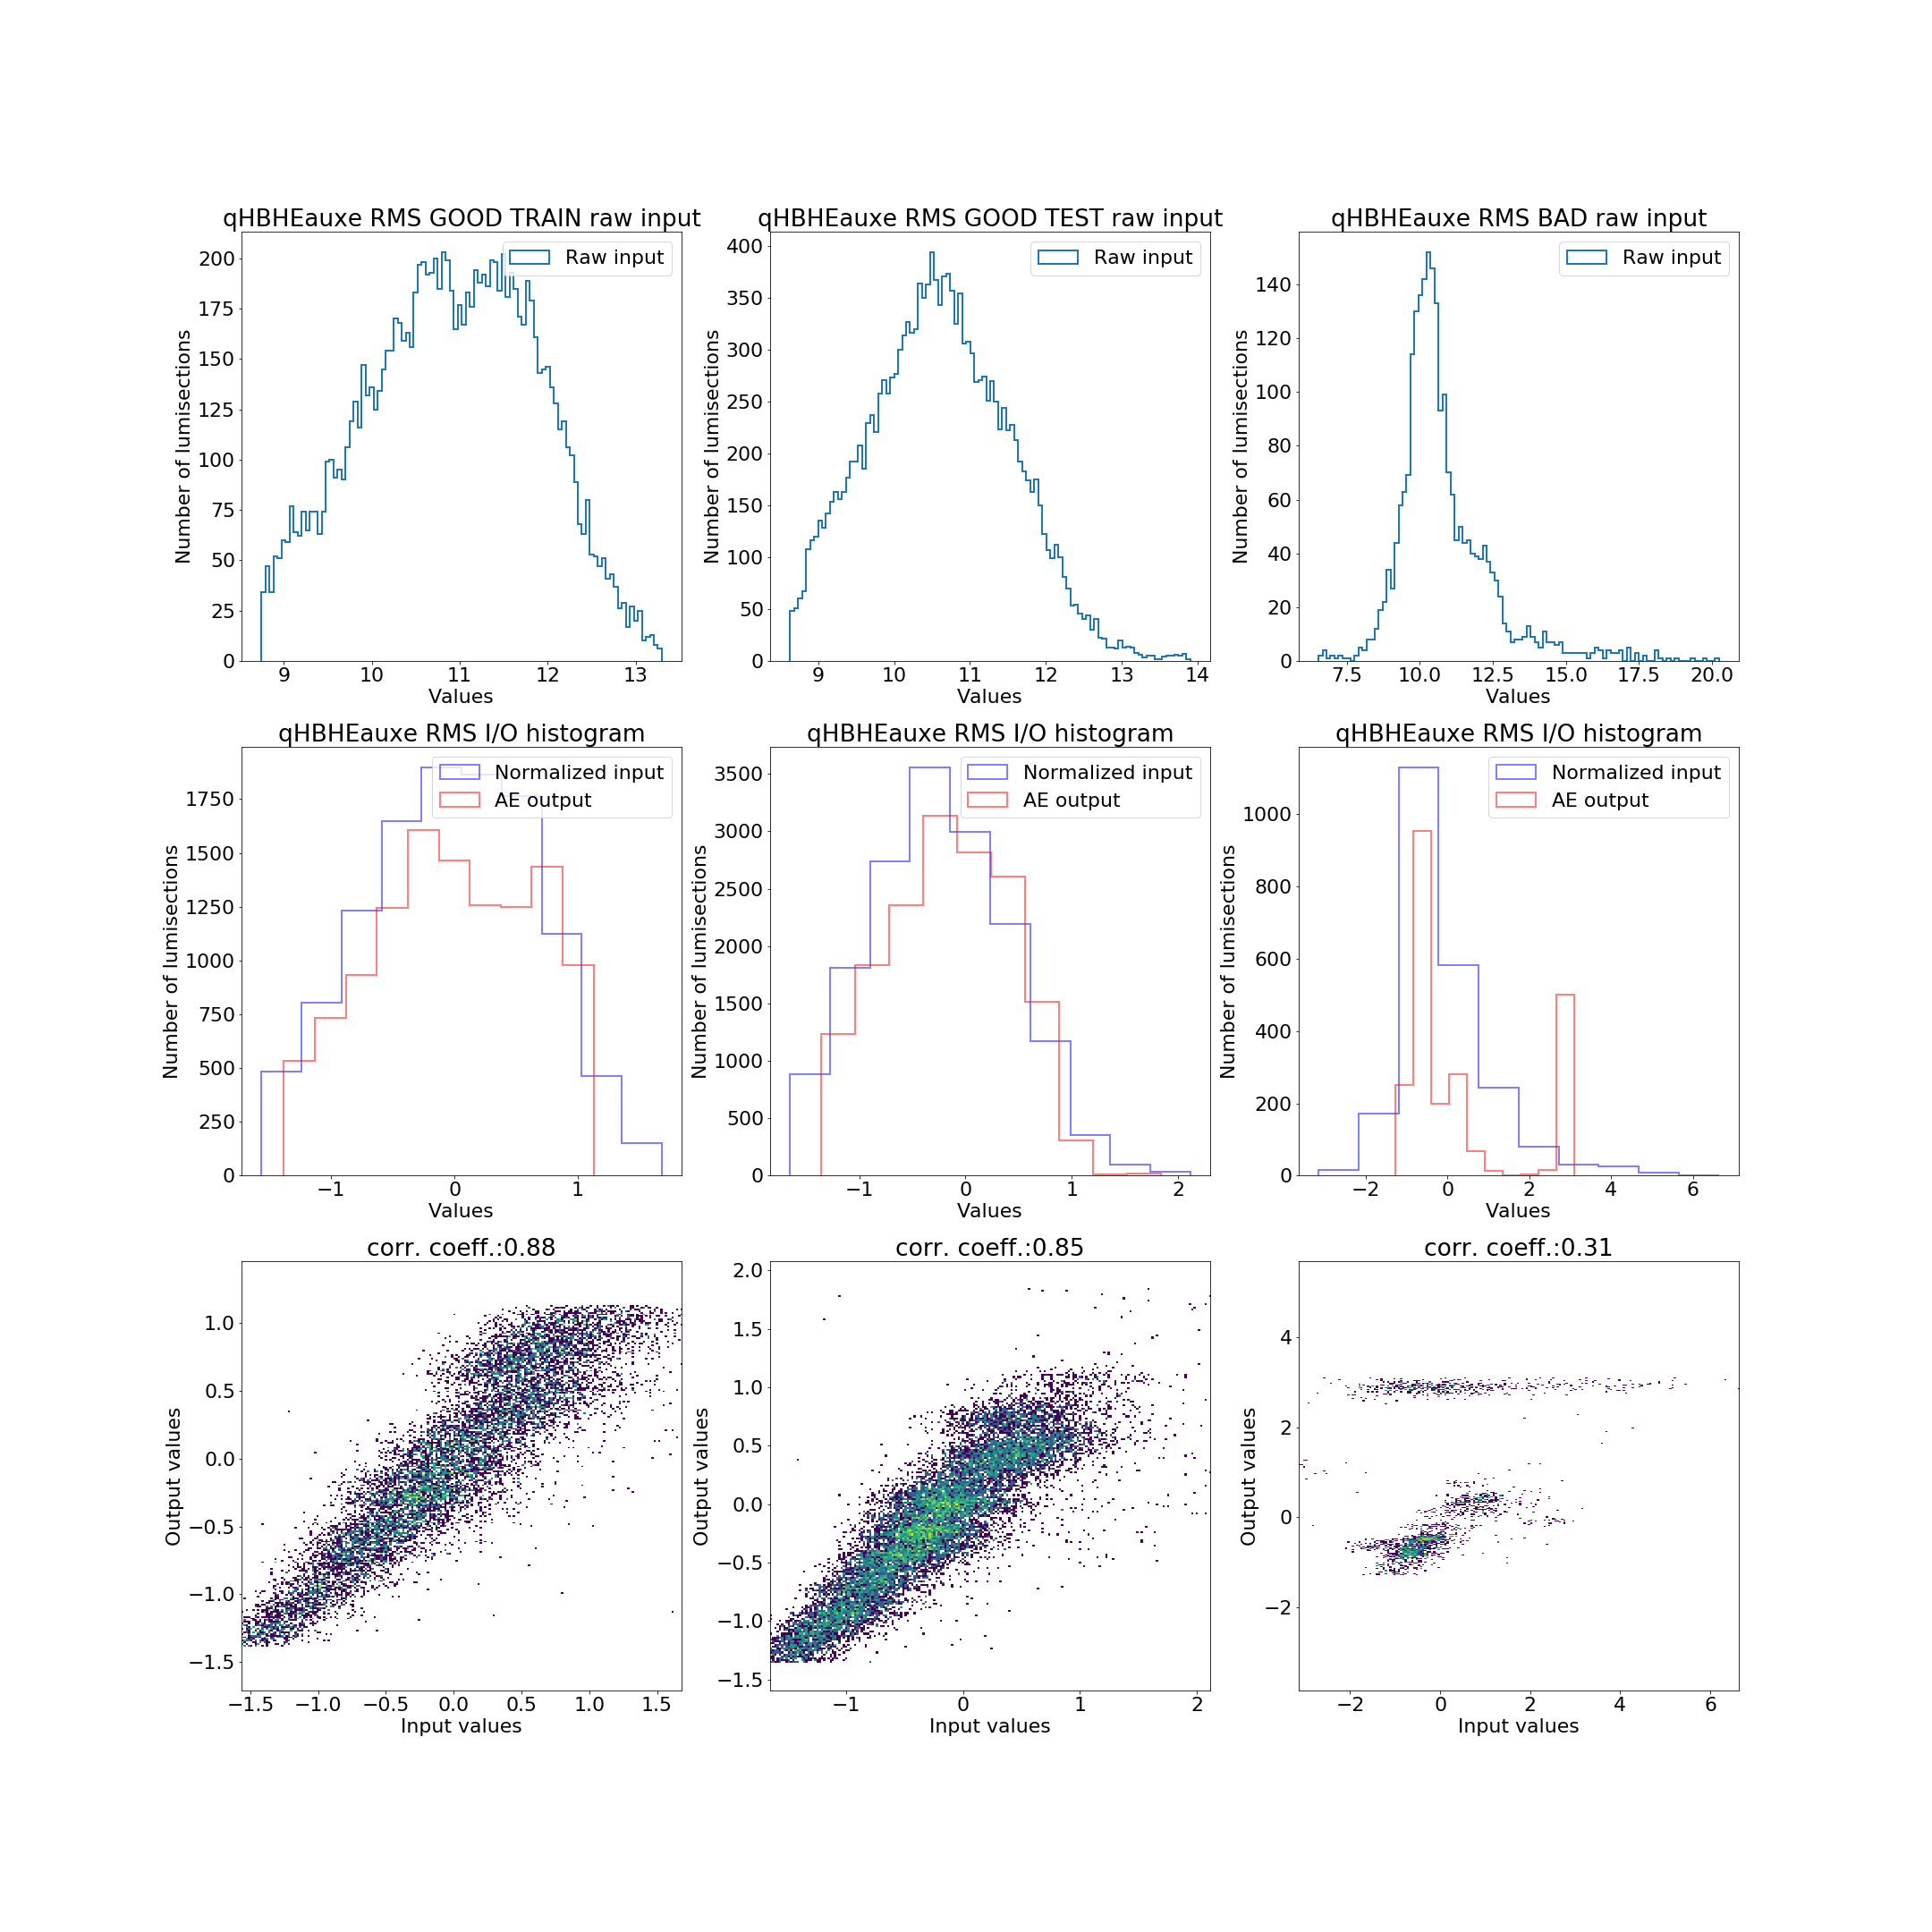 qHBHEauxe RMS GOOD TRAIN raw input
Raw input
Number of lumisections
200
175
150
125
100
75
50
25
0
9 10 11 12 13
Values
qHBHEauxe RMS GOOD TEST raw input
Raw input
Number of lumisections
400
350
300
250
200
150
100
50
0
9 10 11 12 13 14
Values
qHBHEauxe RMS BAD raw input
Raw input
Number of lumisections
140
120
100
80
60
40
20
0
7.5 10.0 12.5 15.0 17.5 20.0
Values
qHBHEauxe RMS I/O histogram
Normalized input
AE output
Number of lumisections
1750
1500
1250
1000
750
500
250
0
−1 0 1
Values
qHBHEauxe RMS I/O histogram
Normalized input
AE output
Number of lumisections
3500
3000
2500
2000
1500
1000
500
0
−1 0 1 2
Values
qHBHEauxe RMS I/O histogram
Normalized input
AE output
Number of lumisections
1000
800
600
400
200
0
−2 0 2 4 6
Values
corr. coeff.:0.88
Output values
1.0
0.5
0.0
−0.5
−1.0
−1.5
−1.5 −1.0 −0.5 0.0 0.5 1.0 1.5
Input values
corr. coeff.:0.85
Output values
2.0
1.5
1.0
0.5
0.0
−0.5
−1.0
−1.5
−1 0 1 2
Input values
corr. coeff.:0.31
Output values
4
2
0
−2
−2 0 2 4 6
Input values